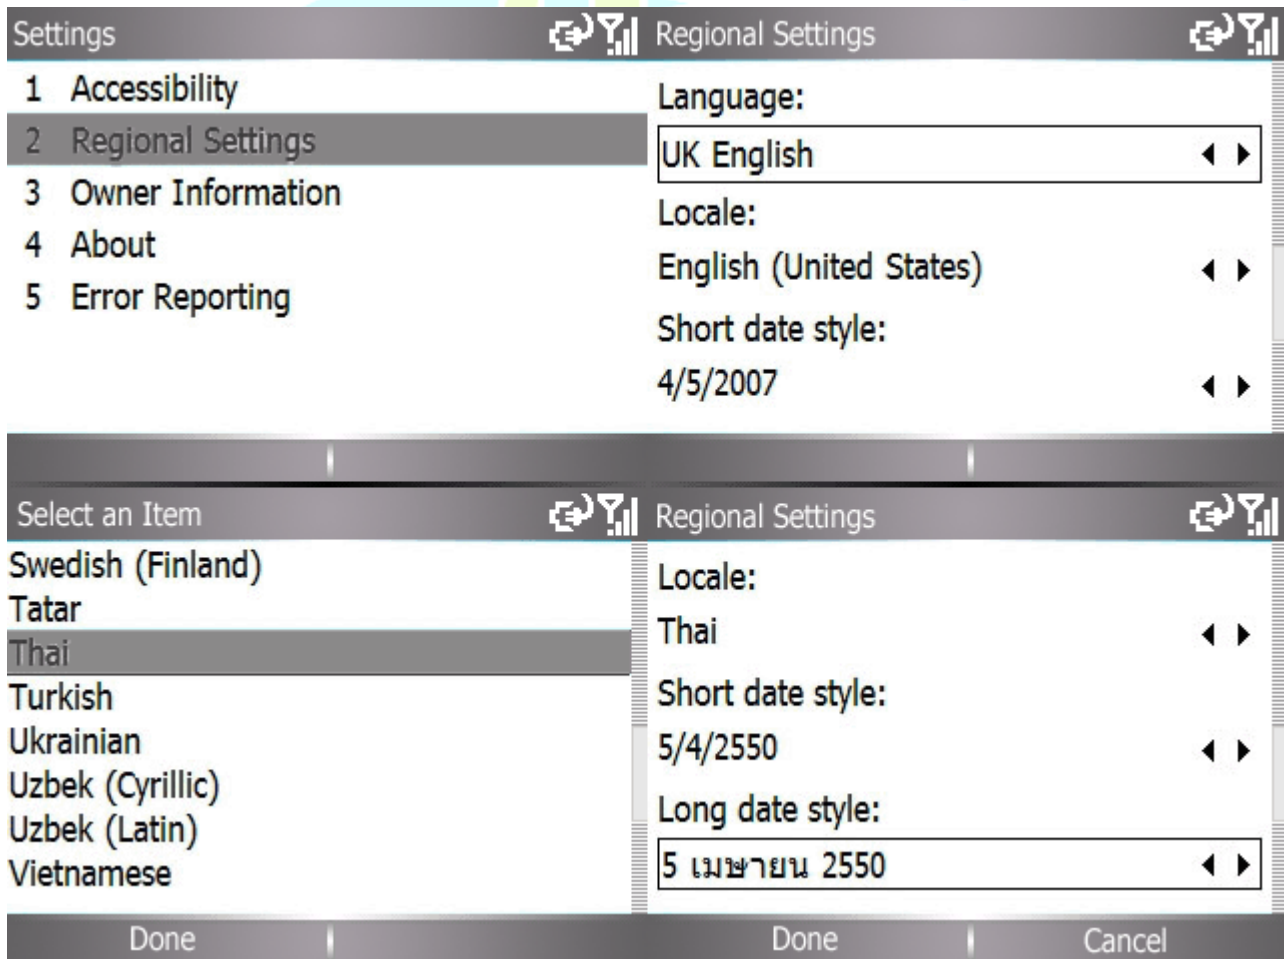 Settings
1 Accessibility
2 Regional Settings
3 Owner Information
4 About
5 Error Reporting
Regional Settings
Language:
UK English
Locale:
English (United States)
Short date style:
4/5/2007
Select an Item
Swedish (Finland)
Tatar
Thai
Turkish
Ukrainian
Uzbek (Cyrillic)
Uzbek (Latin)
Vietnamese
Done
Regional Settings
Locale:
Thai
Short date style:
5/4/2550
Long date style:
5 เมษายน 2550
Done Cancel